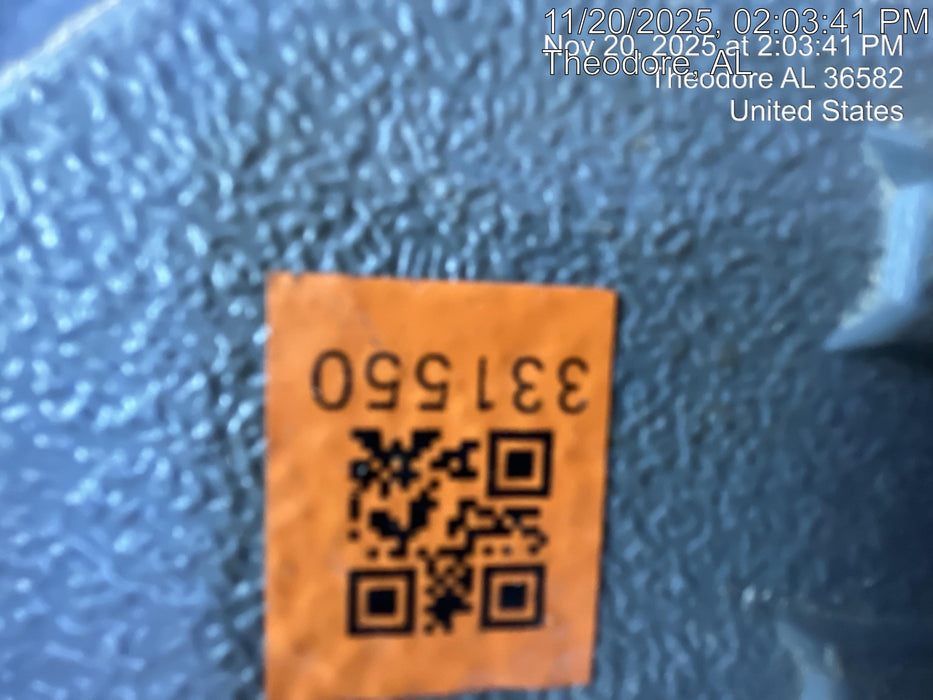 11/20/2025, 02:03:41 PM
Nov 20, 2025 at 2:03:41 PM
Theodore, AL
Theodore AL 36582
United States
331550